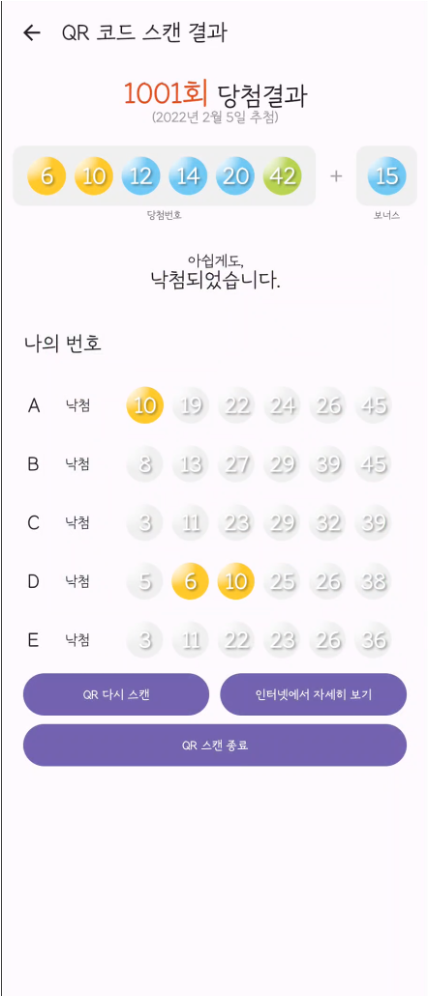 ← QR 코드 스캔 결과
1001회 당첨결과
(2022년 2월 5일 추첨)
6 10 12 14 20 42 + 15
당첨번호 보너스
아쉽게도,
낙첨되었습니다.
나의 번호
A 낙첨 10 19 22 24 26 45
B 낙첨 8 13 27 29 39 45
C 낙첨 3 11 23 29 32 39
D 낙첨 5 6 10 25 26 38
E 낙첨 3 11 22 23 26 36
QR 다시 스캔 인터넷에서 자세히 보기
QR 스캔 종료